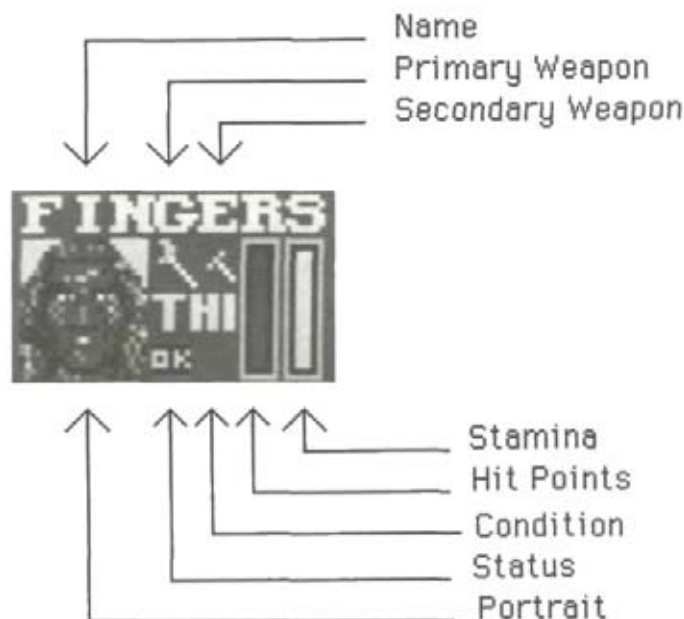 Name
Primary Weapon
Secondary Weapon
FINGERS
THI
OK
Stamina
Hit Points
Condition
Status
Portrait